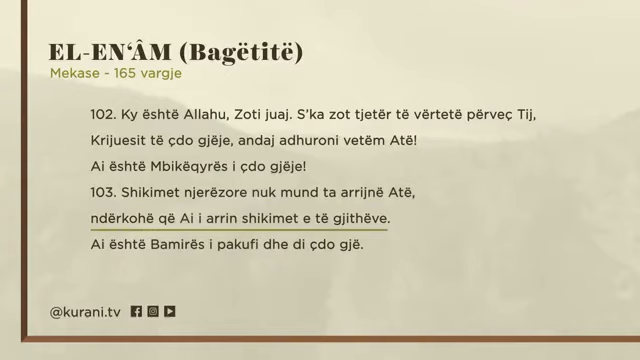 EL-EN‘ÂM (Bagëtitë)
Mekase - 165 vargje
102. Ky është Allahu, Zoti juaj. S’ka zot tjetër të vërtetë përveç Tij,
Krijuesit të çdo gjëje, andaj adhuroni vetëm Atë!
Ai është Mbikëqyrës i çdo gjëje!
103. Shikimet njerëzore nuk mund ta arrijnë Atë,
ndërkohë që Ai i arrin shikimet e të gjithëve.
Ai është Bamirës i pakufi dhe di çdo gjë.
@kurani.tv